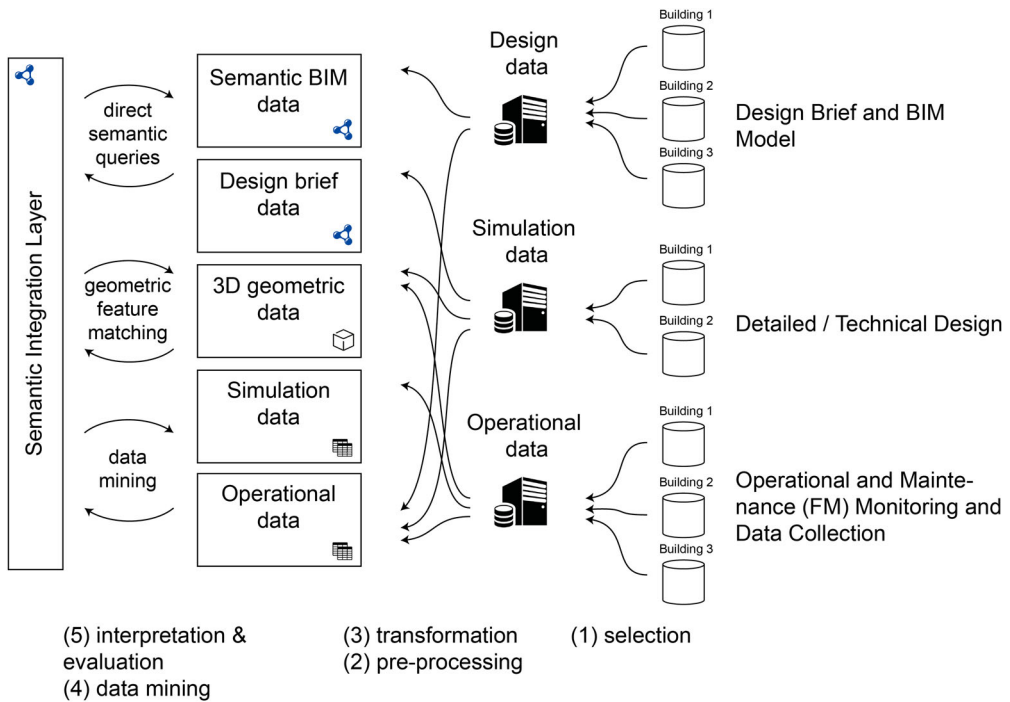 Semantic Integration Layer
direct
semantic
queries
geometric
feature
matching
data
mining
Semantic BIM
data
Design brief
data
3D geometric
data
Simulation
data
Operational
data
Design
data
Simulation
data
Operational
data
Building 1
Building 2
Building 3
Design Brief and BIM
Model
Building 1
Building 2
Detailed / Technical Design
Building 1
Building 2
Building 3
Operational and Mainte-
nance (FM) Monitoring and
Data Collection
(5) interpretation &
evaluation
(4) data mining
(3) transformation
(2) pre-processing
(1) selection